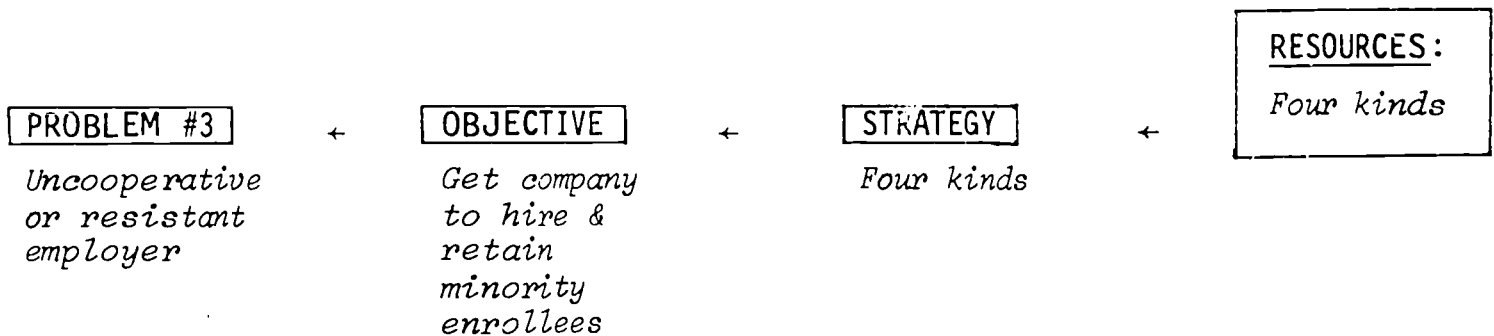 PROBLEM #3
←
OBJECTIVE
←
STRATEGY
←
RESOURCES:
Four kinds
Uncooperative
or resistant
employer
Get company
to hire &
retain
minority
enrollees
Four kinds